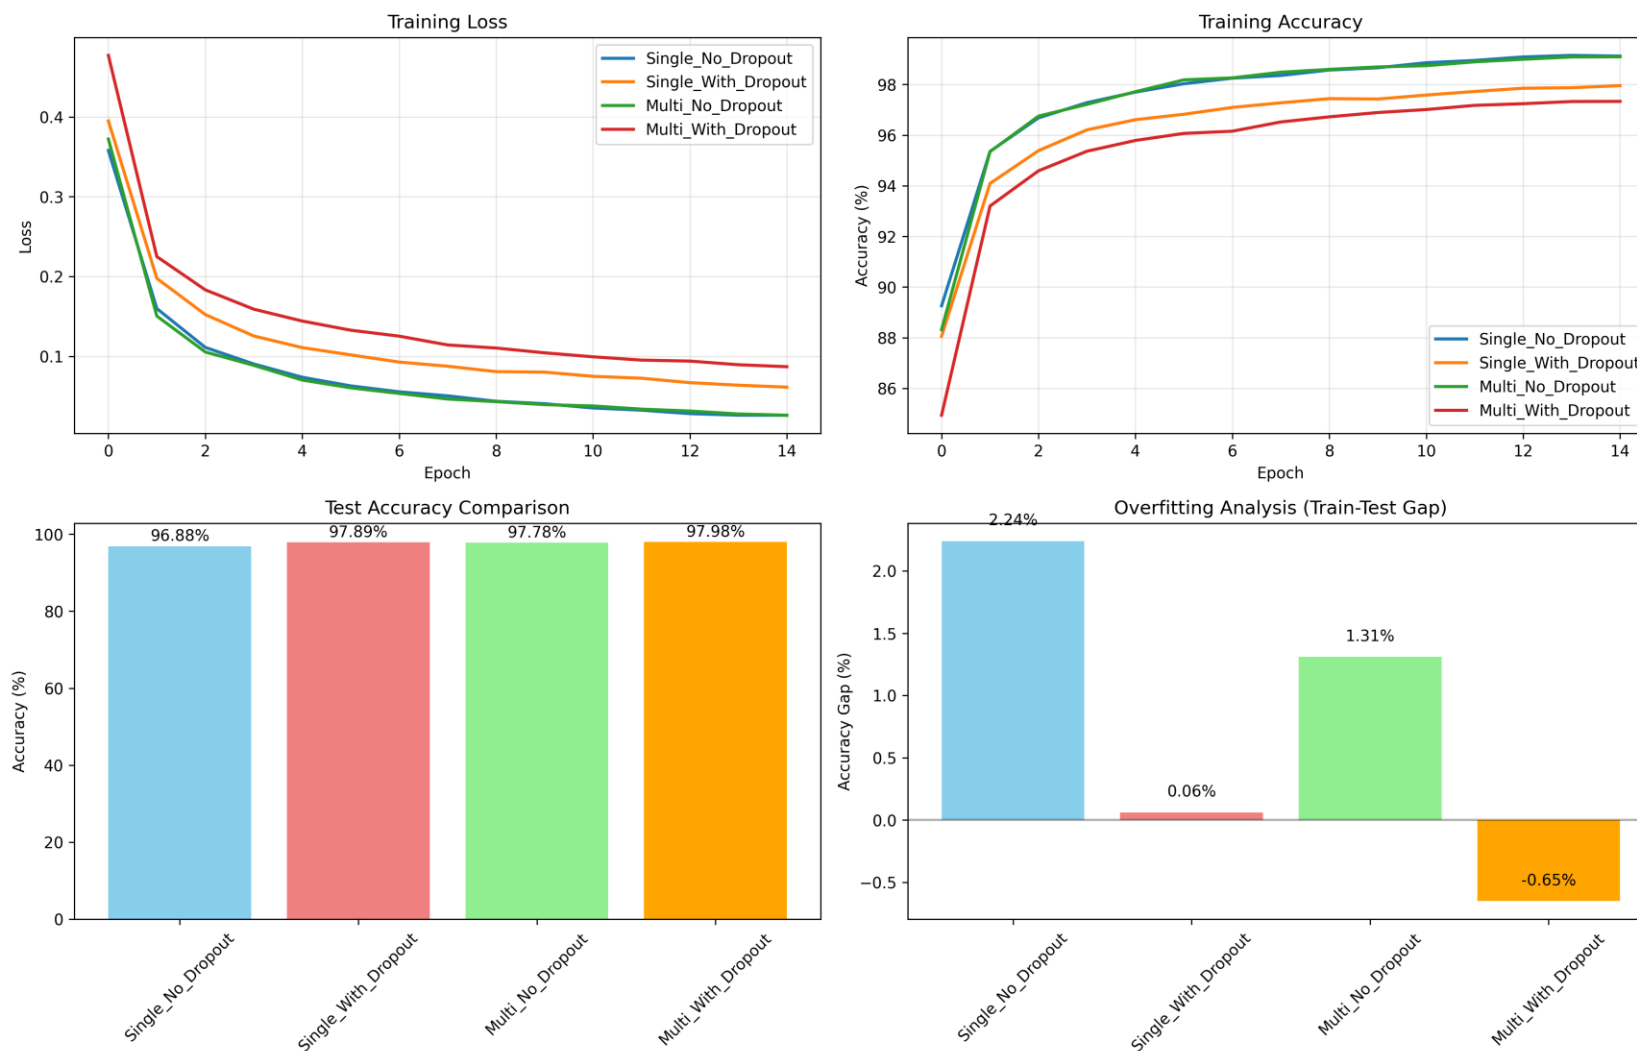 Training Loss
Loss
0.4
0.3
0.2
0.1
0
2
4
6
8
10
12
14
Epoch
Single_No_Dropout
Single_With_Dropout
Multi_No_Dropout
Multi_With_Dropout
Training Accuracy
Accuracy (%)
98
96
94
92
90
88
86
0
2
4
6
8
10
12
14
Epoch
Single_No_Dropout
Single_With_Dropout
Multi_No_Dropout
Multi_With_Dropout
Test Accuracy Comparison
Accuracy (%)
100
80
60
40
20
0
96.88%
97.89%
97.78%
97.98%
Single_No_Dropout
Single_With_Dropout
Multi_No_Dropout
Multi_With_Dropout
Overfitting Analysis (Train-Test Gap)
Accuracy Gap (%)
2.0
1.5
1.0
0.5
0.0
−0.5
2.24%
0.06%
1.31%
-0.65%
Single_No_Dropout
Single_With_Dropout
Multi_No_Dropout
Multi_With_Dropout